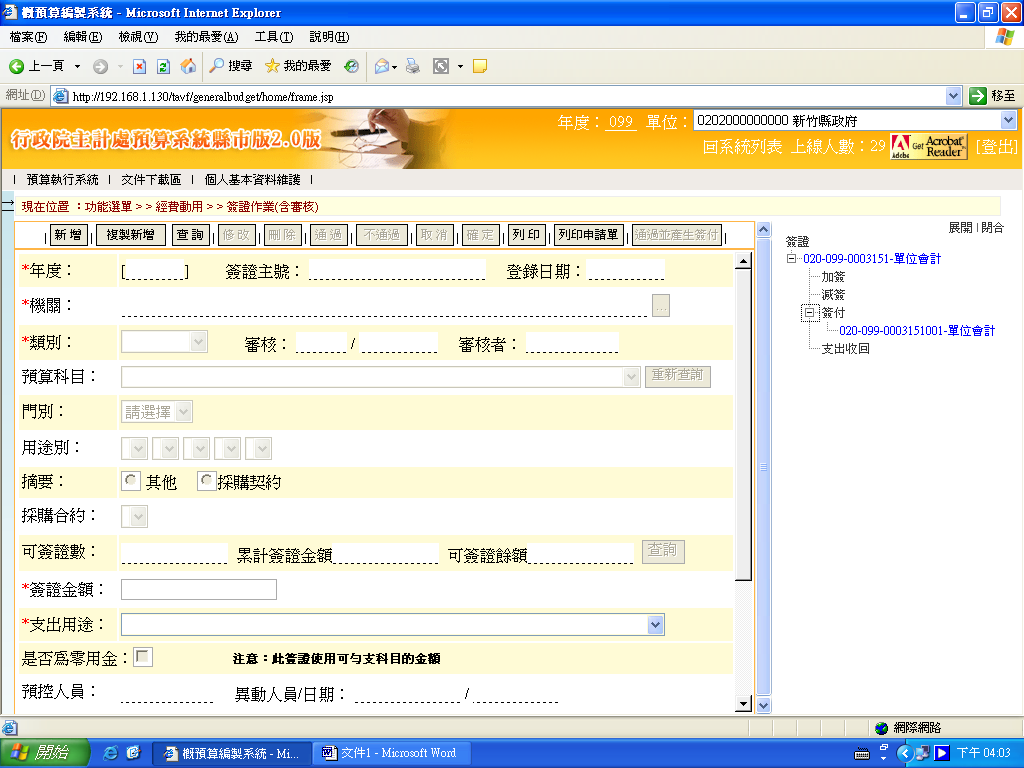 概預算編製系統 - Microsoft Internet Explorer
檔案(F) 編輯(E) 檢視(V) 我的最愛(A) 工具(T) 說明(H)
上一頁 搜尋 我的最愛
網址(D) http://192.168.1.130/tavf/generalbudget/home/frame.jsp 移至
行政院主計處預算系統縣市版2.0版
年度： 099 單位： 0202000000000 新竹縣政府
回系統列表 上線人數：29 Adobe Get Acrobat Reader [登出]
| 預算執行系統 | 文件下載區 | 個人基本資料維護 |
現在位置 ：功能選單>>經費動用>>簽證作業(含審核)
| 新增 | 複製新增 | 查詢 | 修改 | 刪除 | 通過 | 不通過 | 取消 | 確定 | 列印 | 列印申請單 | 通過並產生簽付 |
*年度： [ ] 簽證主號： 登錄日期：
*機關： ...
*類別： 審核： / 審核者：
預算科目： 重新查詢
門別： 請選擇
用途別：
摘要： 其他 採購契約
採購合約：
可簽證數： 累計簽證金額 可簽證餘額 查詢
*簽證金額：
*支出用途：
是否為零用金： 注意：此簽證使用可勻支科目的金額
預控人員： 異動人員/日期： /
展開 | 閉合
簽證
020-099-0003151-單位會計
加簽
減簽
簽付
020-099-0003151001-單位會計
支出收回
網際網路
開始 概預算編製系統 - Mi... 文件1 - Microsoft Word 下午 04:03